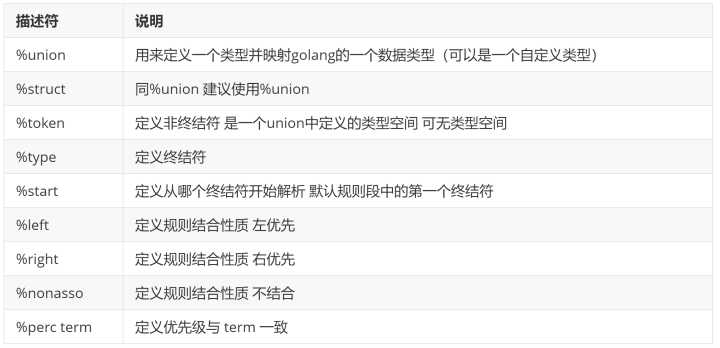 描述符 说明
%union 用来定义一个类型并映射golang的一个数据类型（可以是一个自定义类型）
%struct 同%union 建议使用%union
%token 定义非终结符 是一个union中定义的类型空间 可无类型空间
%type 定义终结符
%start 定义从哪个终结符开始解析 默认规则段中的第一个终结符
%left 定义规则结合性质 左优先
%right 定义规则结合性质 右优先
%nonasso 定义规则结合性质 不结合
%perc term 定义优先级与 term 一致